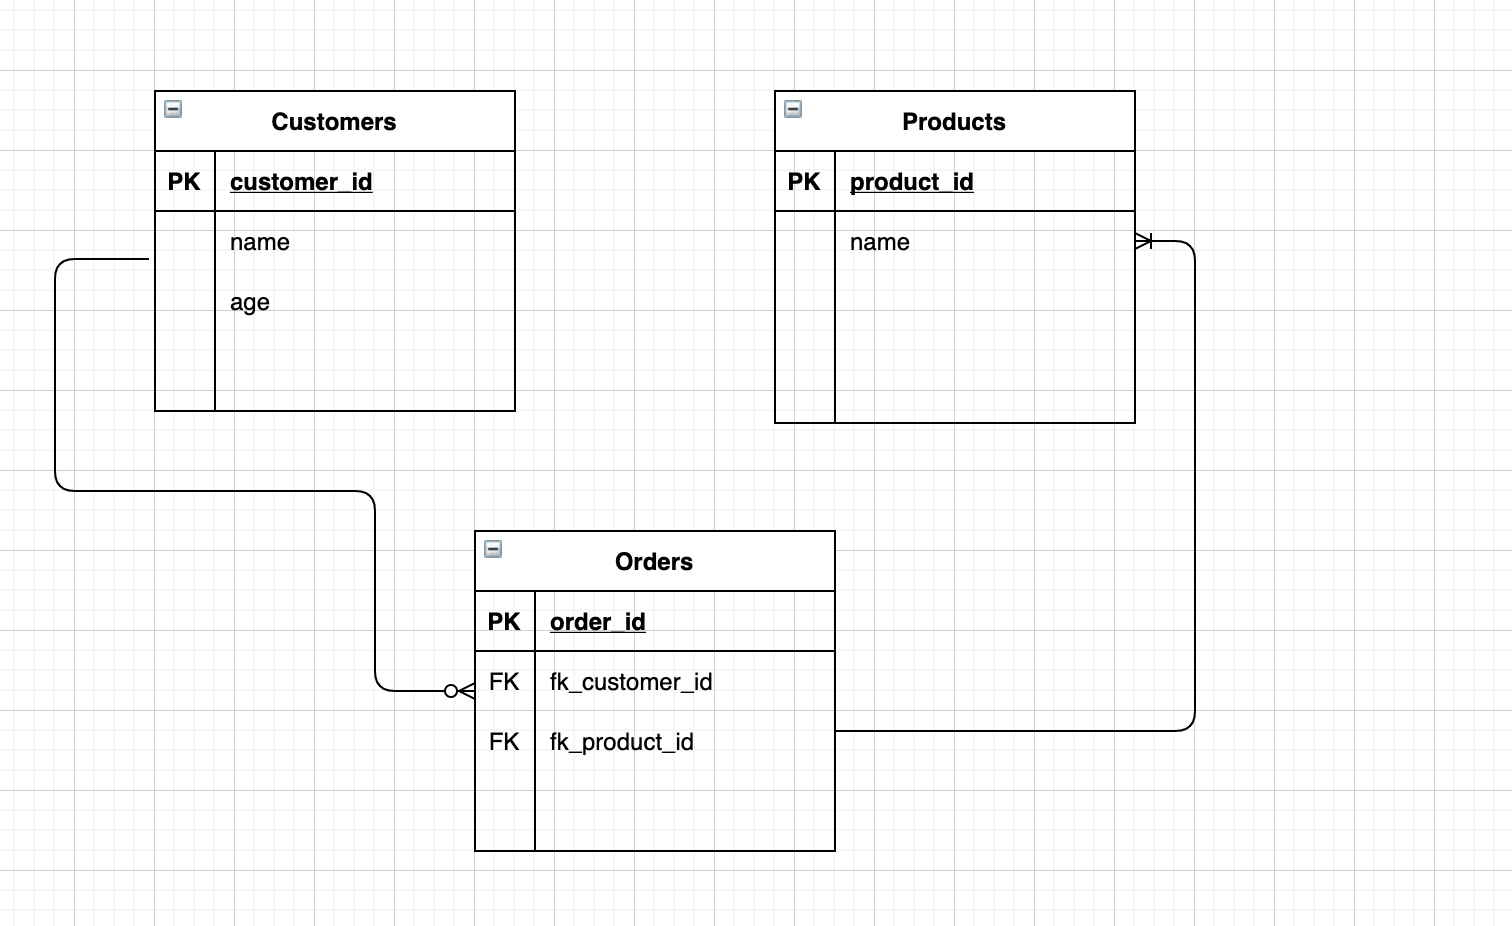 Customers
PK customer_id
name
age
Products
PK product_id
name
Orders
PK order_id
FK fk_customer_id
FK fk_product_id